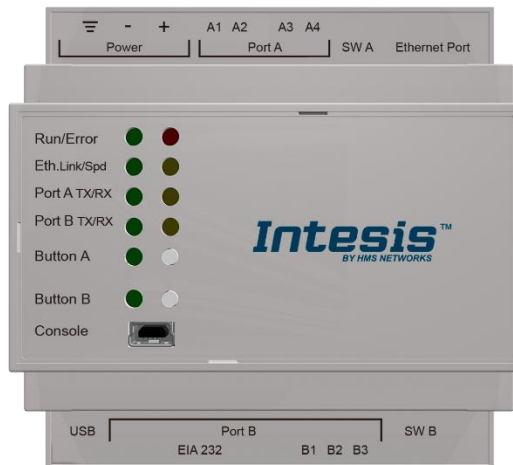 - +
A1 A2 A3 A4
Power Port A SW A Ethernet Port
Run/Error
Eth.Link/Spd
Port A TX/RX
Port B TX/RX
Button A
Button B
Console
Intesis™
BY HMS NETWORKS
USB Port B SW B
EIA 232 B1 B2 B3